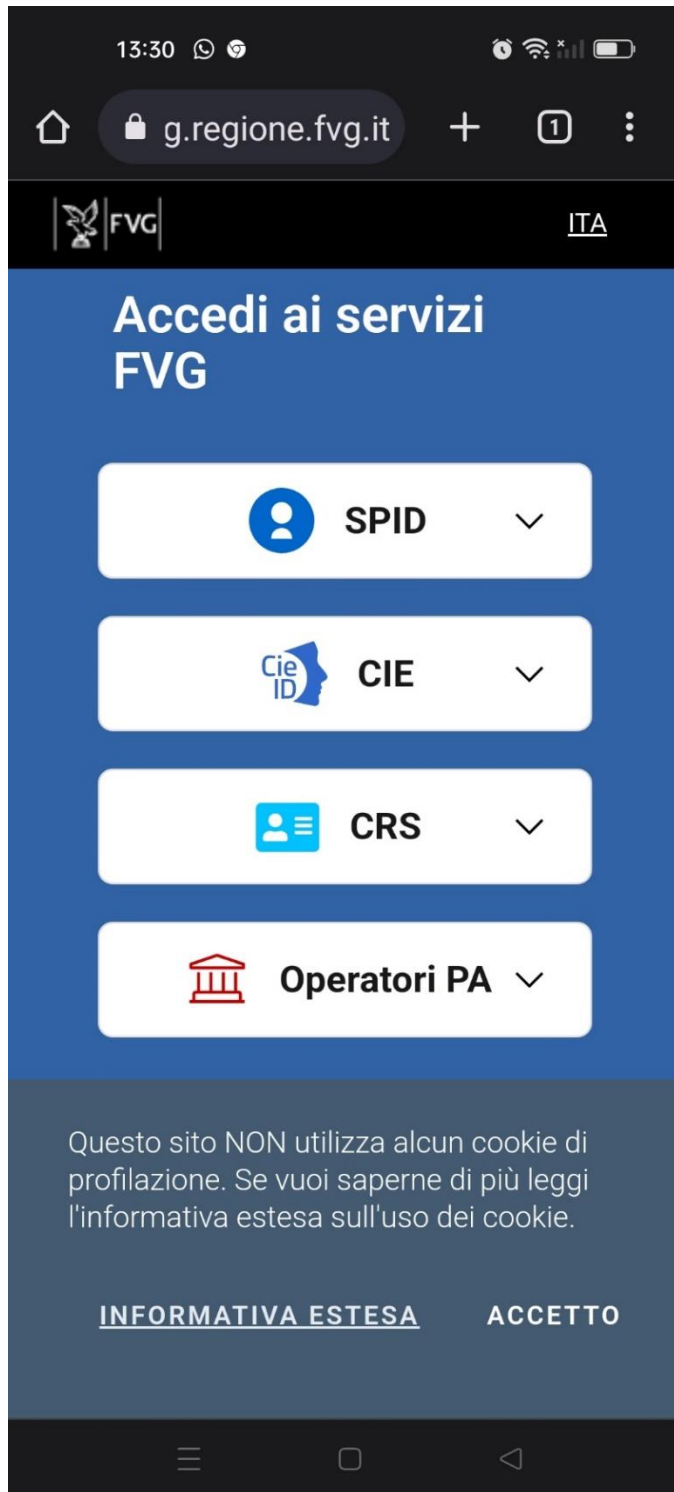 13:30
g.regione.fvg.it
1
FVG
ITA
Accedi ai servizi
FVG
SPID
Cie
ID
CIE
CRS
Operatori PA
Questo sito NON utilizza alcun cookie di
profilazione. Se vuoi saperne di più leggi
l'informativa estesa sull'uso dei cookie.
INFORMATIVA ESTESA
ACCETTO